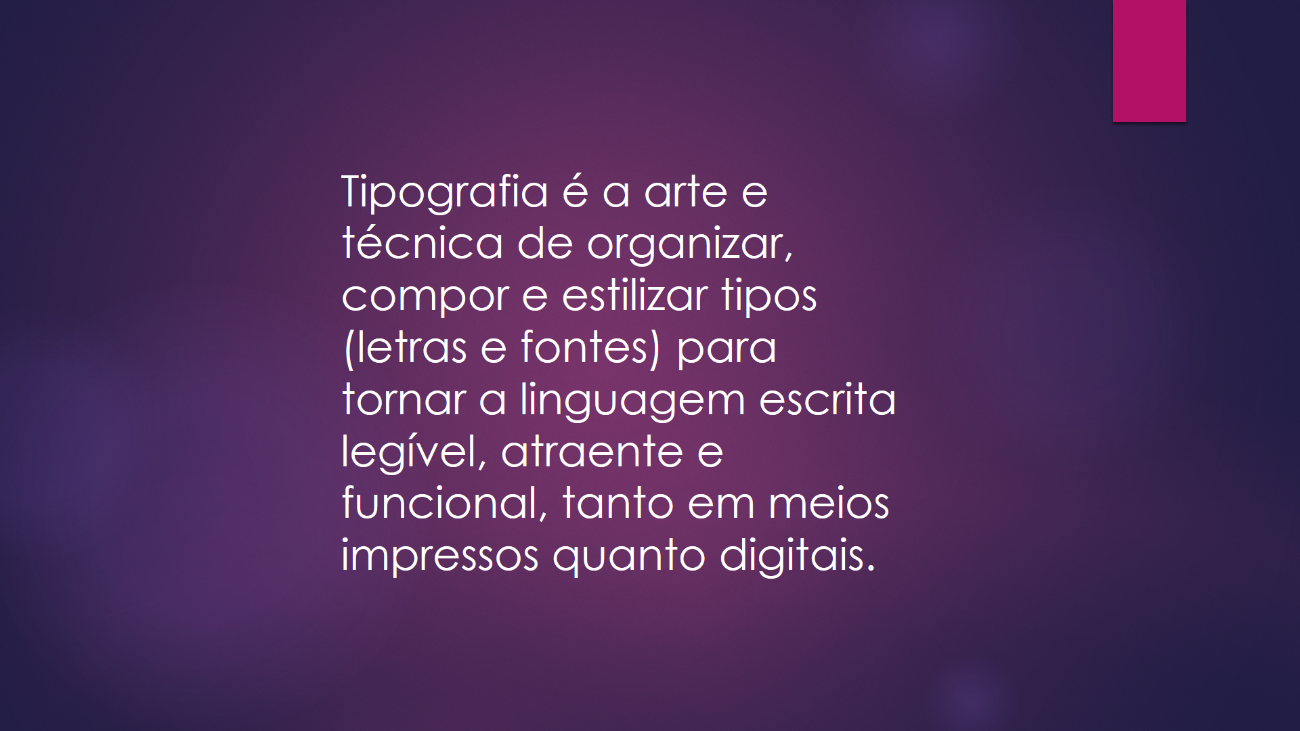 Tipografia é a arte e
técnica de organizar,
compor e estilizar tipos
(letras e fontes) para
tornar a linguagem escrita
legível, atraente e
funcional, tanto em meios
impressos quanto digitais.